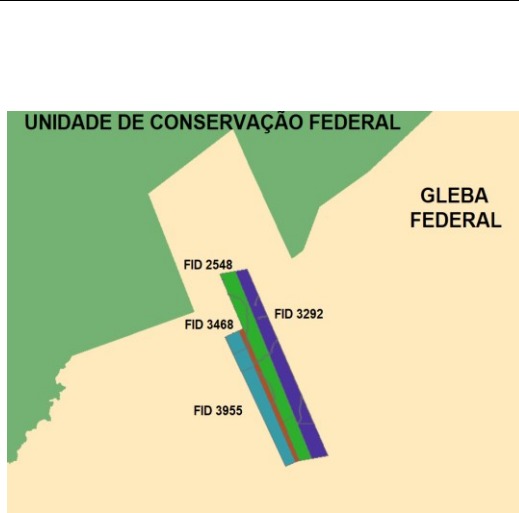 UNIDADE DE CONSERVAÇÃO FEDERAL
GLEBA
FEDERAL
FID 2548
FID 3292
FID 3468
FID 3955